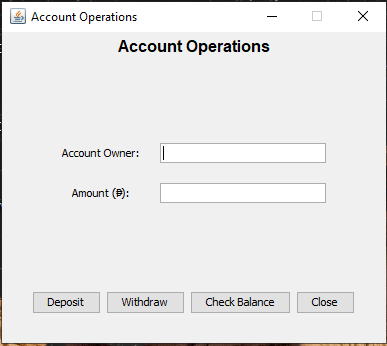 Account Operations
Account Operations
Account Owner:
Amount (₱):
Deposit Withdraw Check Balance Close